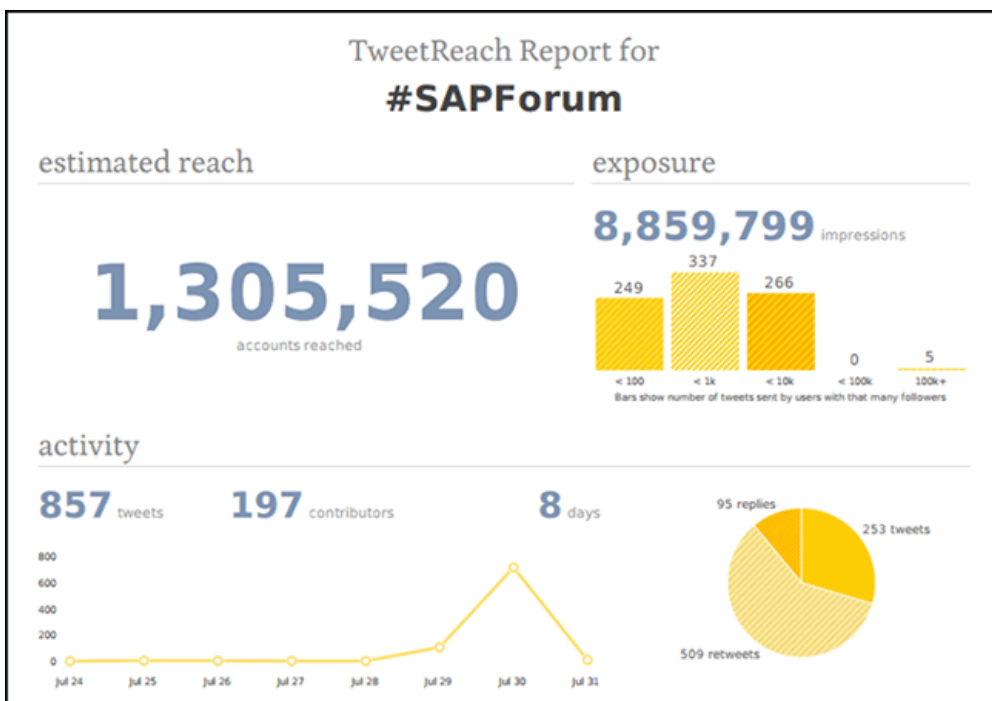 TweetReach Report for
#SAPForum
estimated reach
1,305,520
accounts reached
exposure
8,859,799 impressions
249 337 266 0 5
< 100 < 1k < 10k < 100k 100k+
Bars show number of tweets sent by users with that many followers
activity
857 tweets 197 contributors 8 days
800
600
400
200
0
Jul 24 Jul 25 Jul 26 Jul 27 Jul 28 Jul 29 Jul 30 Jul 31
95 replies
253 tweets
509 retweets